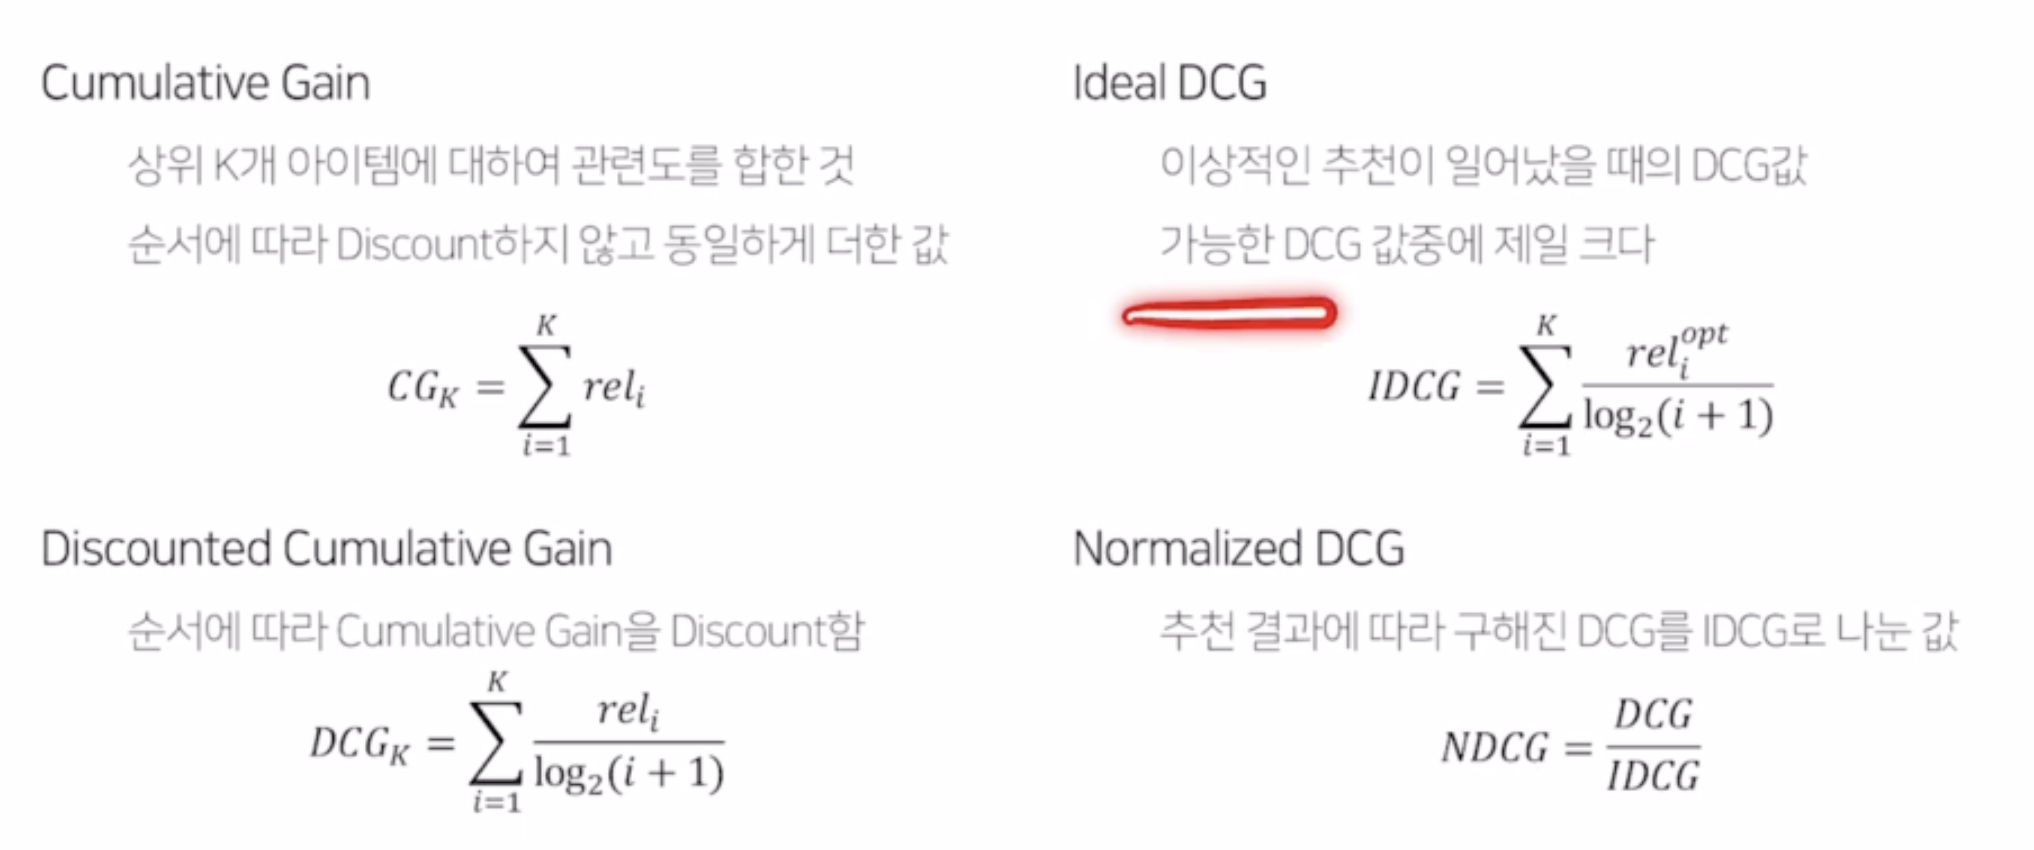 Cumulative Gain
상위 K개 아이템에 대하여 관련도를 합한 것
순서에 따라 Discount하지 않고 동일하게 더한 값
CG_K = \sum_{i=1}^{K} rel_i
Discounted Cumulative Gain
순서에 따라 Cumulative Gain을 Discount함
DCG_K = \sum_{i=1}^{K} \frac{rel_i}{\log_2(i + 1)}
Ideal DCG
이상적인 추천이 일어났을 때의 DCG값
가능한 DCG 값중에 제일 크다
IDCG = \sum_{i=1}^{K} \frac{rel_i^{opt}}{\log_2(i + 1)}
Normalized DCG
추천 결과에 따라 구해진 DCG를 IDCG로 나눈 값
NDCG = \frac{DCG}{IDCG}